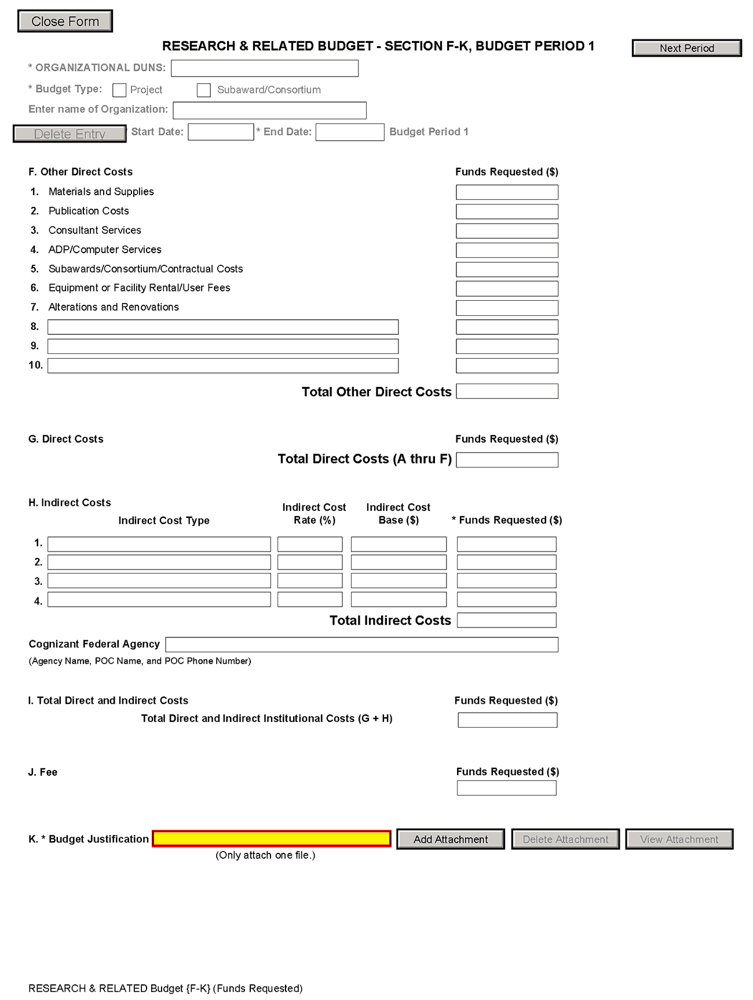 Close Form
RESEARCH & RELATED BUDGET - SECTION F-K, BUDGET PERIOD 1
Next Period
* ORGANIZATIONAL DUNS:
* Budget Type: Project Subaward/Consortium
Enter name of Organization:
Delete Entry * Start Date: * End Date: Budget Period 1
F. Other Direct Costs Funds Requested ($)
1. Materials and Supplies
2. Publication Costs
3. Consultant Services
4. ADP/Computer Services
5. Subawards/Consortium/Contractual Costs
6. Equipment or Facility Rental/User Fees
7. Alterations and Renovations
8.
9.
10.
Total Other Direct Costs
G. Direct Costs Funds Requested ($)
Total Direct Costs (A thru F)
H. Indirect Costs
Indirect Cost Type
Indirect Cost
Rate (%)
Indirect Cost
Base ($)
* Funds Requested ($)
1.
2.
3.
4.
Total Indirect Costs
Cognizant Federal Agency
(Agency Name, POC Name, and POC Phone Number)
I. Total Direct and Indirect Costs Funds Requested ($)
Total Direct and Indirect Institutional Costs (G + H)
J. Fee Funds Requested ($)
K. * Budget Justification Add Attachment Delete Attachment View Attachment
(Only attach one file.)
RESEARCH & RELATED Budget {F-K} (Funds Requested)